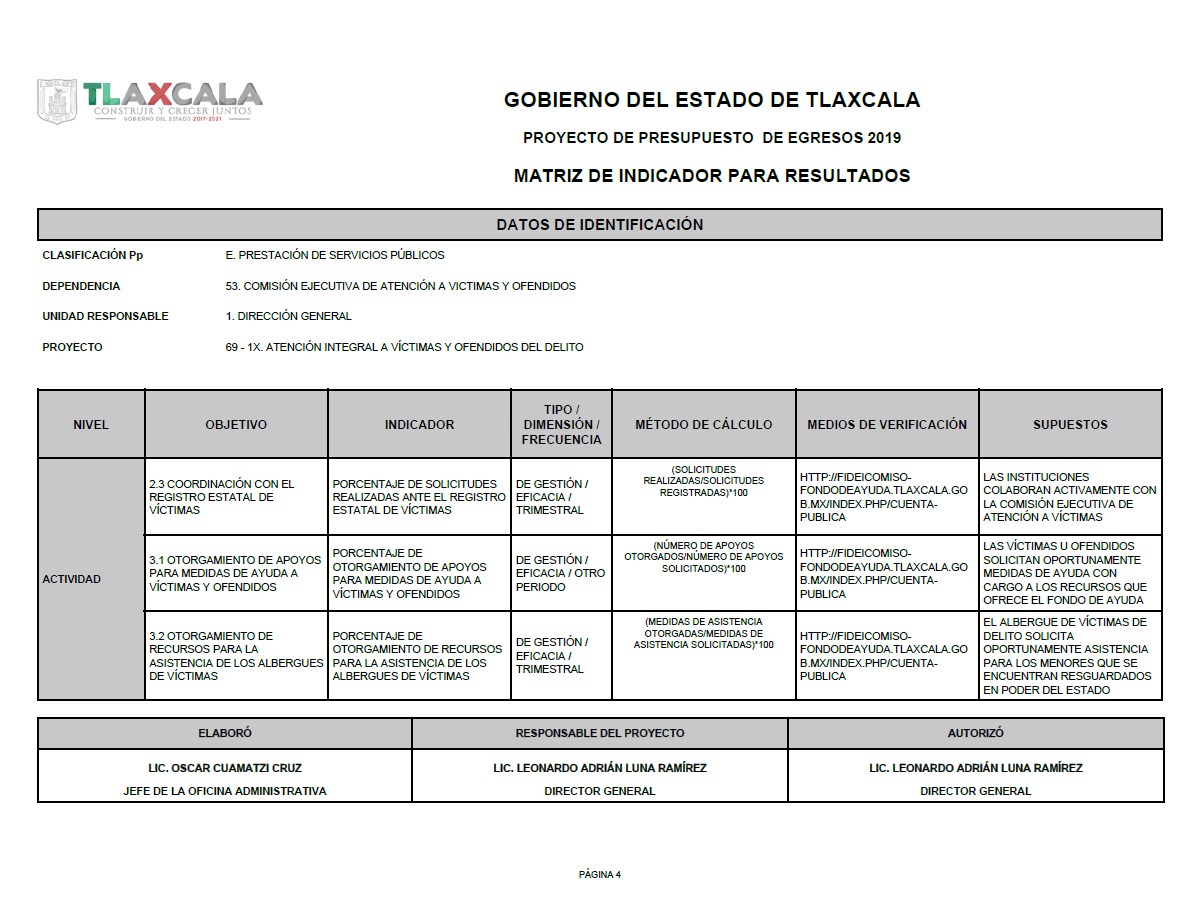 TLAXCALA
CONSTRUIR Y CRECER JUNTOS
GOBIERNO DEL ESTADO 2017-2021
GOBIERNO DEL ESTADO DE TLAXCALA
PROYECTO DE PRESUPUESTO DE EGRESOS 2019
MATRIZ DE INDICADOR PARA RESULTADOS
DATOS DE IDENTIFICACIÓN
CLASIFICACIÓN Pp E. PRESTACIÓN DE SERVICIOS PÚBLICOS
DEPENDENCIA 53. COMISIÓN EJECUTIVA DE ATENCIÓN A VICTIMAS Y OFENDIDOS
UNIDAD RESPONSABLE 1. DIRECCIÓN GENERAL
PROYECTO 69 - 1X. ATENCIÓN INTEGRAL A VÍCTIMAS Y OFENDIDOS DEL DELITO
NIVEL
OBJETIVO
INDICADOR
TIPO /
DIMENSIÓN /
FRECUENCIA
MÉTODO DE CÁLCULO
MEDIOS DE VERIFICACIÓN
SUPUESTOS
ACTIVIDAD
2.3 COORDINACIÓN CON EL
REGISTRO ESTATAL DE
VÍCTIMAS
PORCENTAJE DE SOLICITUDES
REALIZADAS ANTE EL REGISTRO
ESTATAL DE VÍCTIMAS
DE GESTIÓN /
EFICACIA /
TRIMESTRAL
(SOLICITUDES
REALIZADAS/SOLICITUDES
REGISTRADAS)*100
HTTP://FIDEICOMISO-
FONDODEAYUDA.TLAXCALA.GO
B.MX/INDEX.PHP/CUENTA-
PUBLICA
LAS INSTITUCIONES
COLABORAN ACTIVAMENTE CON
LA COMISIÓN EJECUTIVA DE
ATENCIÓN A VÍCTIMAS
3.1 OTORGAMIENTO DE APOYOS
PARA MEDIDAS DE AYUDA A
VÍCTIMAS Y OFENDIDOS
PORCENTAJE DE
OTORGAMIENTO DE APOYOS
PARA MEDIDAS DE AYUDA A
VÍCTIMAS Y OFENDIDOS
DE GESTIÓN /
EFICACIA / OTRO
PERIODO
(NÚMERO DE APOYOS
OTORGADOS/NÚMERO DE APOYOS
SOLICITADOS)*100
HTTP://FIDEICOMISO-
FONDODEAYUDA.TLAXCALA.GO
B.MX/INDEX.PHP/CUENTA-
PUBLICA
LAS VÍCTIMAS U OFENDIDOS
SOLICITAN OPORTUNAMENTE
MEDIDAS DE AYUDA CON
CARGO A LOS RECURSOS QUE
OFRECE EL FONDO DE AYUDA
3.2 OTORGAMIENTO DE
RECURSOS PARA LA
ASISTENCIA DE LOS ALBERGUES
DE VÍCTIMAS
PORCENTAJE DE
OTORGAMIENTO DE RECURSOS
PARA LA ASISTENCIA DE LOS
ALBERGUES DE VÍCTIMAS
DE GESTIÓN /
EFICACIA /
TRIMESTRAL
(MEDIDAS DE ASISTENCIA
OTORGADAS/MEDIDAS DE
ASISTENCIA SOLICITADAS)*100
HTTP://FIDEICOMISO-
FONDODEAYUDA.TLAXCALA.GO
B.MX/INDEX.PHP/CUENTA-
PUBLICA
EL ALBERGUE DE VÍCTIMAS DE
DELITO SOLICITA
OPORTUNAMENTE ASISTENCIA
PARA LOS MENORES QUE SE
ENCUENTRAN RESGUARDADOS
EN PODER DEL ESTADO
ELABORÓ
RESPONSABLE DEL PROYECTO
AUTORIZÓ
LIC. OSCAR CUAMATZI CRUZ
JEFE DE LA OFICINA ADMINISTRATIVA
LIC. LEONARDO ADRIÁN LUNA RAMÍREZ
DIRECTOR GENERAL
LIC. LEONARDO ADRIÁN LUNA RAMÍREZ
DIRECTOR GENERAL
PÁGINA 4